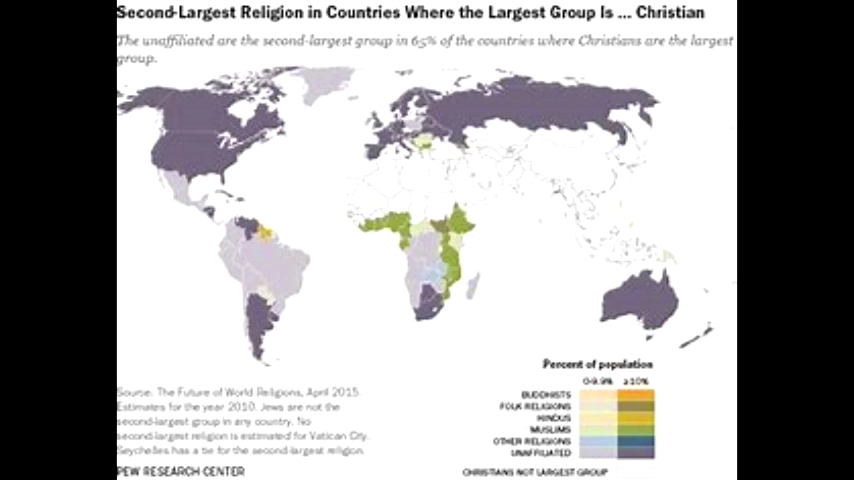 Second-Largest Religion in Countries Where the Largest Group Is ... Christian
The unaffiliated are the second-largest group in 65% of the countries where Christians are the largest
group.
Percent of population
0-9.9% ≥10%
BUDDHISTS
FOLK RELIGIONS
HINDUS
MUSLIMS
OTHER RELIGIONS
UNAFFILIATED
CHRISTIANS NOT LARGEST GROUP
Source: The Future of World Religions, April 2015.
Estimates for the year 2010. Jews are not the
second-largest group in any country. No
second-largest religion is estimated for Vatican City.
Seychelles has a tie for the second-largest religion.
PEW RESEARCH CENTER